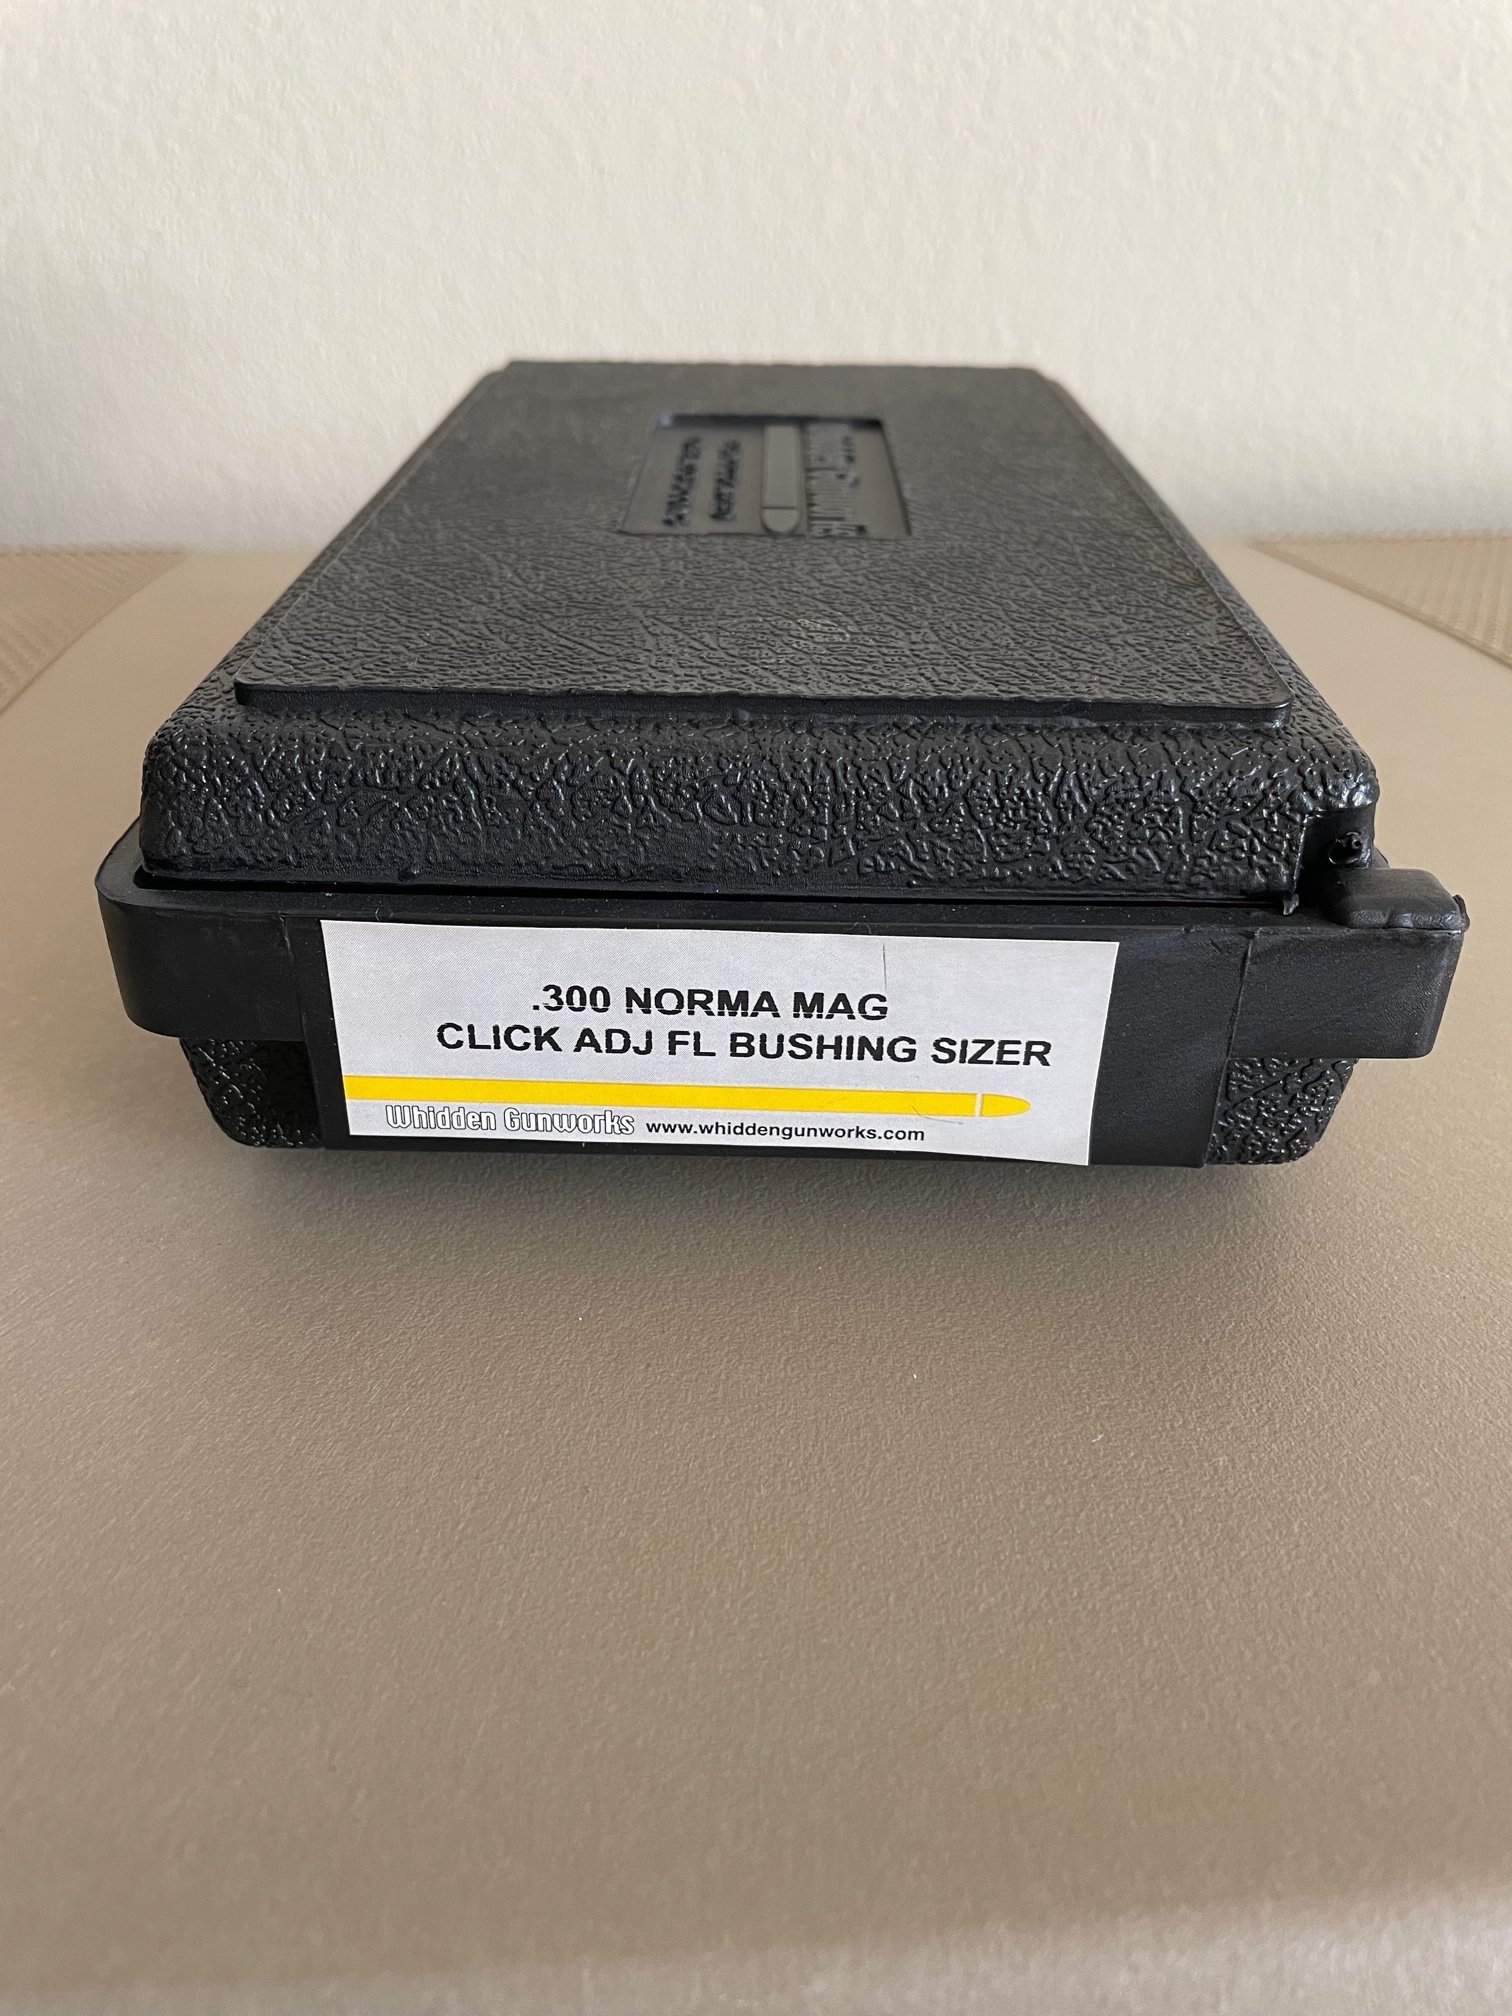 .300 NORMA MAG
CLICK ADJ FL BUSHING SIZER
Whidden Gunworks www.whiddengunworks.com